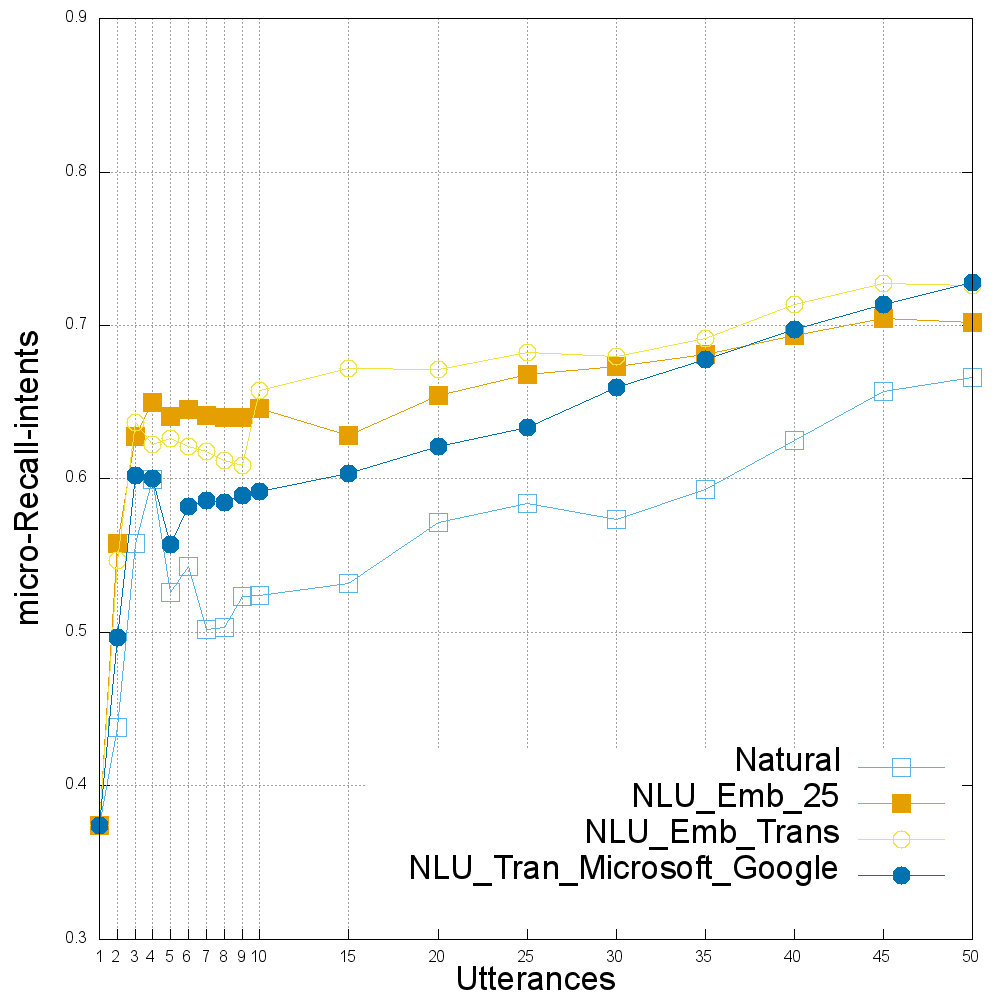 0.9
0.8
0.7
0.6
0.5
0.4
0.3
micro-Recall-intents
Natural
NLU_Emb_25
NLU_Emb_Trans
NLU_Tran_Microsoft_Google
1 2 3 4 5 6 7 8 9 10 15 20 25 30 35 40 45 50
Utterances